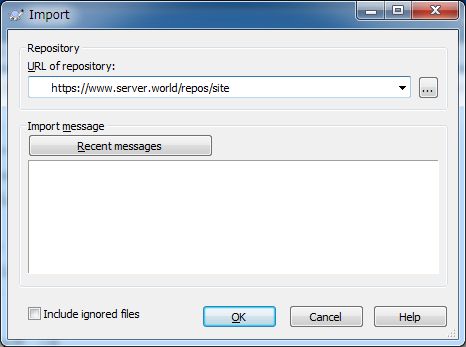 Import
Repository
URL of repository:
https://www.server.world/repos/site
...
Import message
Recent messages
Include ignored files
OK
Cancel
Help